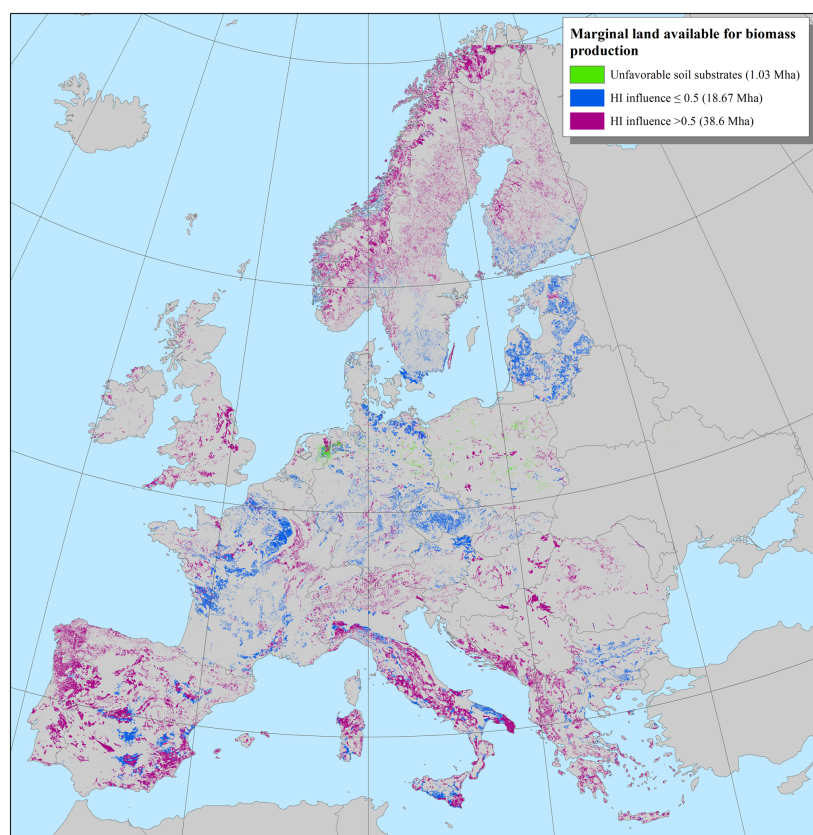 Marginal land available for biomass
production
Unfavorable soil substrates (1.03 Mha)
HI influence ≤ 0.5 (18.67 Mha)
HI influence >0.5 (38.6 Mha)